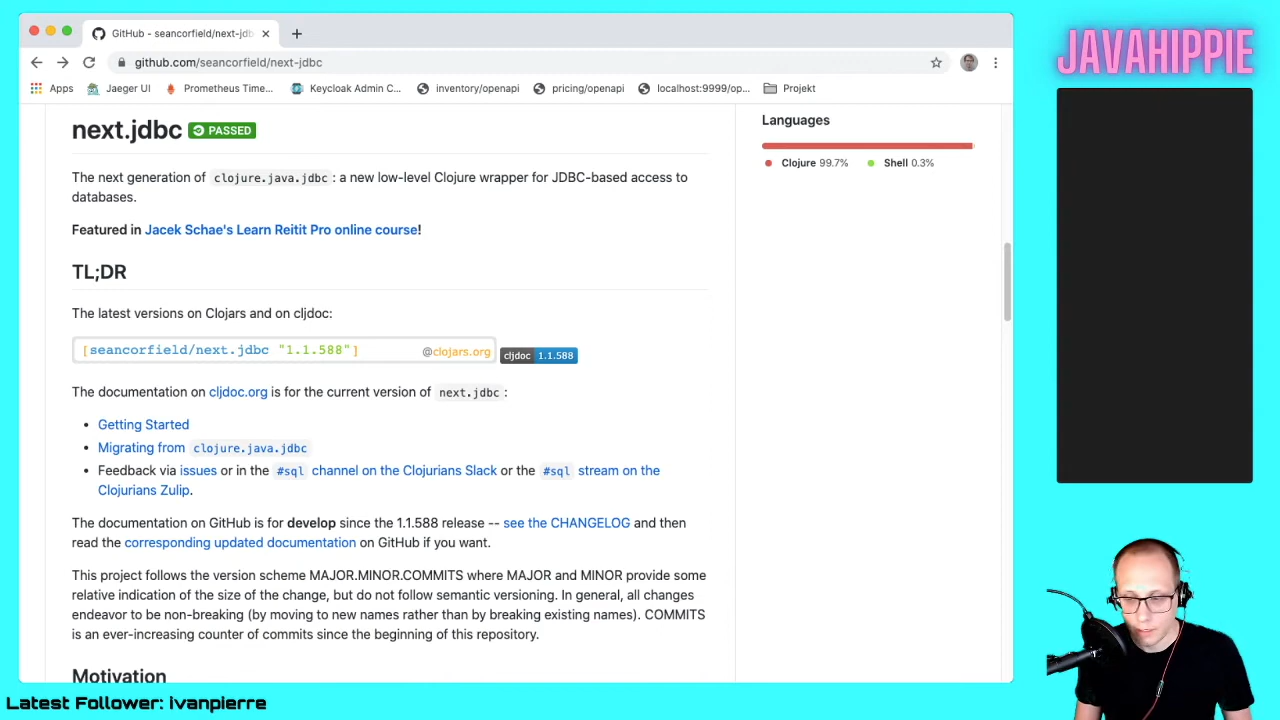 GitHub - seancorfield/next-jdb
JAVAHIPPIE
github.com/seancorfield/next-jdbc
Apps Jaeger UI Prometheus Time... Keycloak Admin C... inventory/openapi pricing/openapi localhost:9999/op... Projekt
next.jdbc PASSED
The next generation of clojure.java.jdbc : a new low-level Clojure wrapper for JDBC-based access to
databases.
Featured in Jacek Schae's Learn Reitit Pro online course!
TL;DR
The latest versions on Clojars and on cljdoc:
[seancorfield/next.jdbc "1.1.588"] @clojars.org cljdoc 1.1.588
The documentation on cljdoc.org is for the current version of next.jdbc :
• Getting Started
• Migrating from clojure.java.jdbc
• Feedback via issues or in the #sql channel on the Clojurians Slack or the #sql stream on the
Clojurians Zulip.
The documentation on GitHub is for develop since the 1.1.588 release -- see the CHANGELOG and then
read the corresponding updated documentation on GitHub if you want.
This project follows the version scheme MAJOR.MINOR.COMMITS where MAJOR and MINOR provide some
relative indication of the size of the change, but do not follow semantic versioning. In general, all changes
endeavor to be non-breaking (by moving to new names rather than by breaking existing names). COMMITS
is an ever-increasing counter of commits since the beginning of this repository.
Motivation
Languages
Clojure 99.7% Shell 0.3%
Latest Follower: ivanpierre